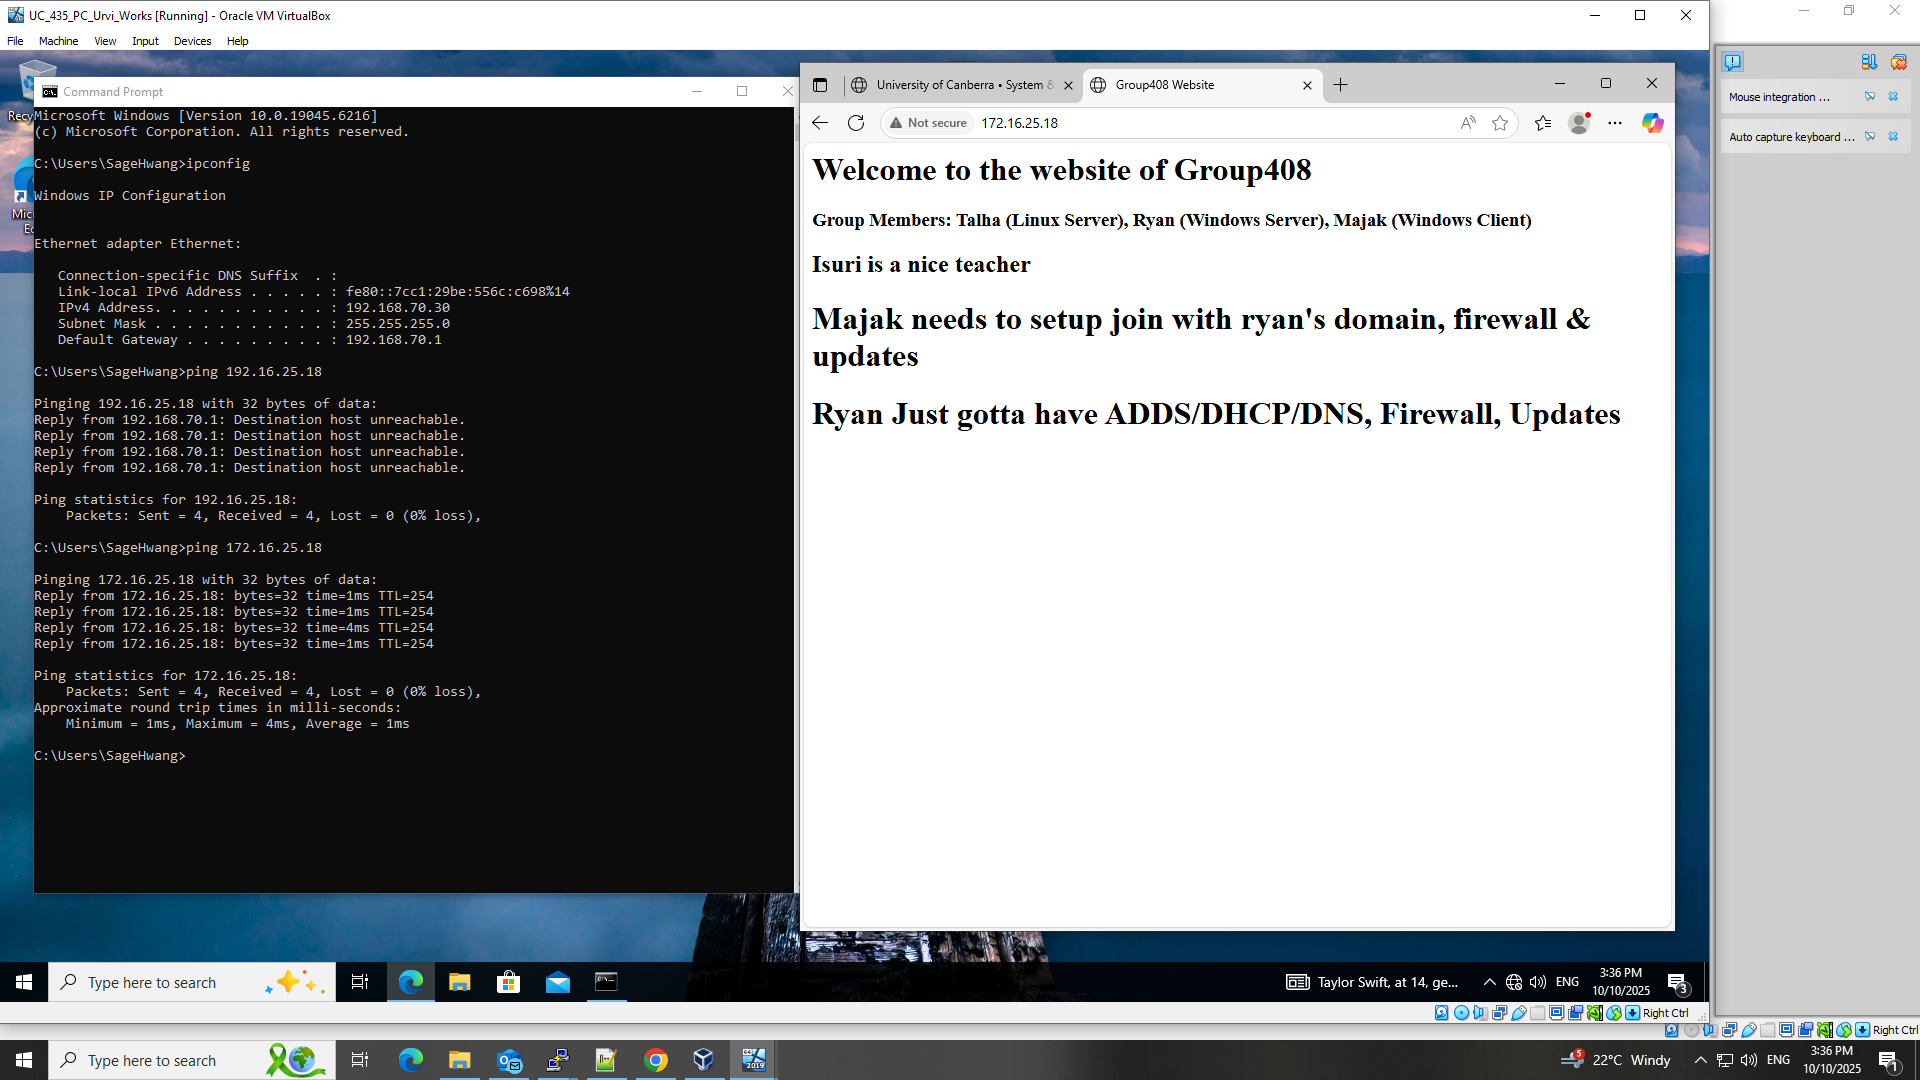 UC_435_PC_Urvi_Works [Running] - Oracle VM VirtualBox
File Machine View Input Devices Help
Command Prompt
Microsoft Windows [Version 10.0.19045.6216]
(c) Microsoft Corporation. All rights reserved.
C:\Users\SageHwang>ipconfig
Windows IP Configuration
Ethernet adapter Ethernet:
Connection-specific DNS Suffix  . :
Link-local IPv6 Address . . . . . : fe80::7cc1:29be:556c:c698%14
IPv4 Address. . . . . . . . . . . : 192.168.70.30
Subnet Mask . . . . . . . . . . . : 255.255.255.0
Default Gateway . . . . . . . . . : 192.168.70.1
C:\Users\SageHwang>ping 192.16.25.18
Pinging 192.16.25.18 with 32 bytes of data:
Reply from 192.168.70.1: Destination host unreachable.
Reply from 192.168.70.1: Destination host unreachable.
Reply from 192.168.70.1: Destination host unreachable.
Reply from 192.168.70.1: Destination host unreachable.
Ping statistics for 192.16.25.18:
Packets: Sent = 4, Received = 4, Lost = 0 (0% loss),
C:\Users\SageHwang>ping 172.16.25.18
Pinging 172.16.25.18 with 32 bytes of data:
Reply from 172.16.25.18: bytes=32 time=1ms TTL=254
Reply from 172.16.25.18: bytes=32 time=1ms TTL=254
Reply from 172.16.25.18: bytes=32 time=4ms TTL=254
Reply from 172.16.25.18: bytes=32 time=1ms TTL=254
Ping statistics for 172.16.25.18:
Packets: Sent = 4, Received = 4, Lost = 0 (0% loss),
Approximate round trip times in milli-seconds:
Minimum = 1ms, Maximum = 4ms, Average = 1ms
C:\Users\SageHwang>
University of Canberra • System &
Group408 Website
Not secure 172.16.25.18
Welcome to the website of Group408
Group Members: Talha (Linux Server), Ryan (Windows Server), Majak (Windows Client)
Isuri is a nice teacher
Majak needs to setup join with ryan's domain, firewall &
updates
Ryan Just gotta have ADDS/DHCP/DNS, Firewall, Updates
Mouse integration ...
Auto capture keyboard ...
Type here to search
Taylor Swift, at 14, ge...
ENG
3:36 PM
10/10/2025
3
Right Ctrl
Right Ctrl
Type here to search
2019
5
22°C Windy
ENG
3:36 PM
10/10/2025
1